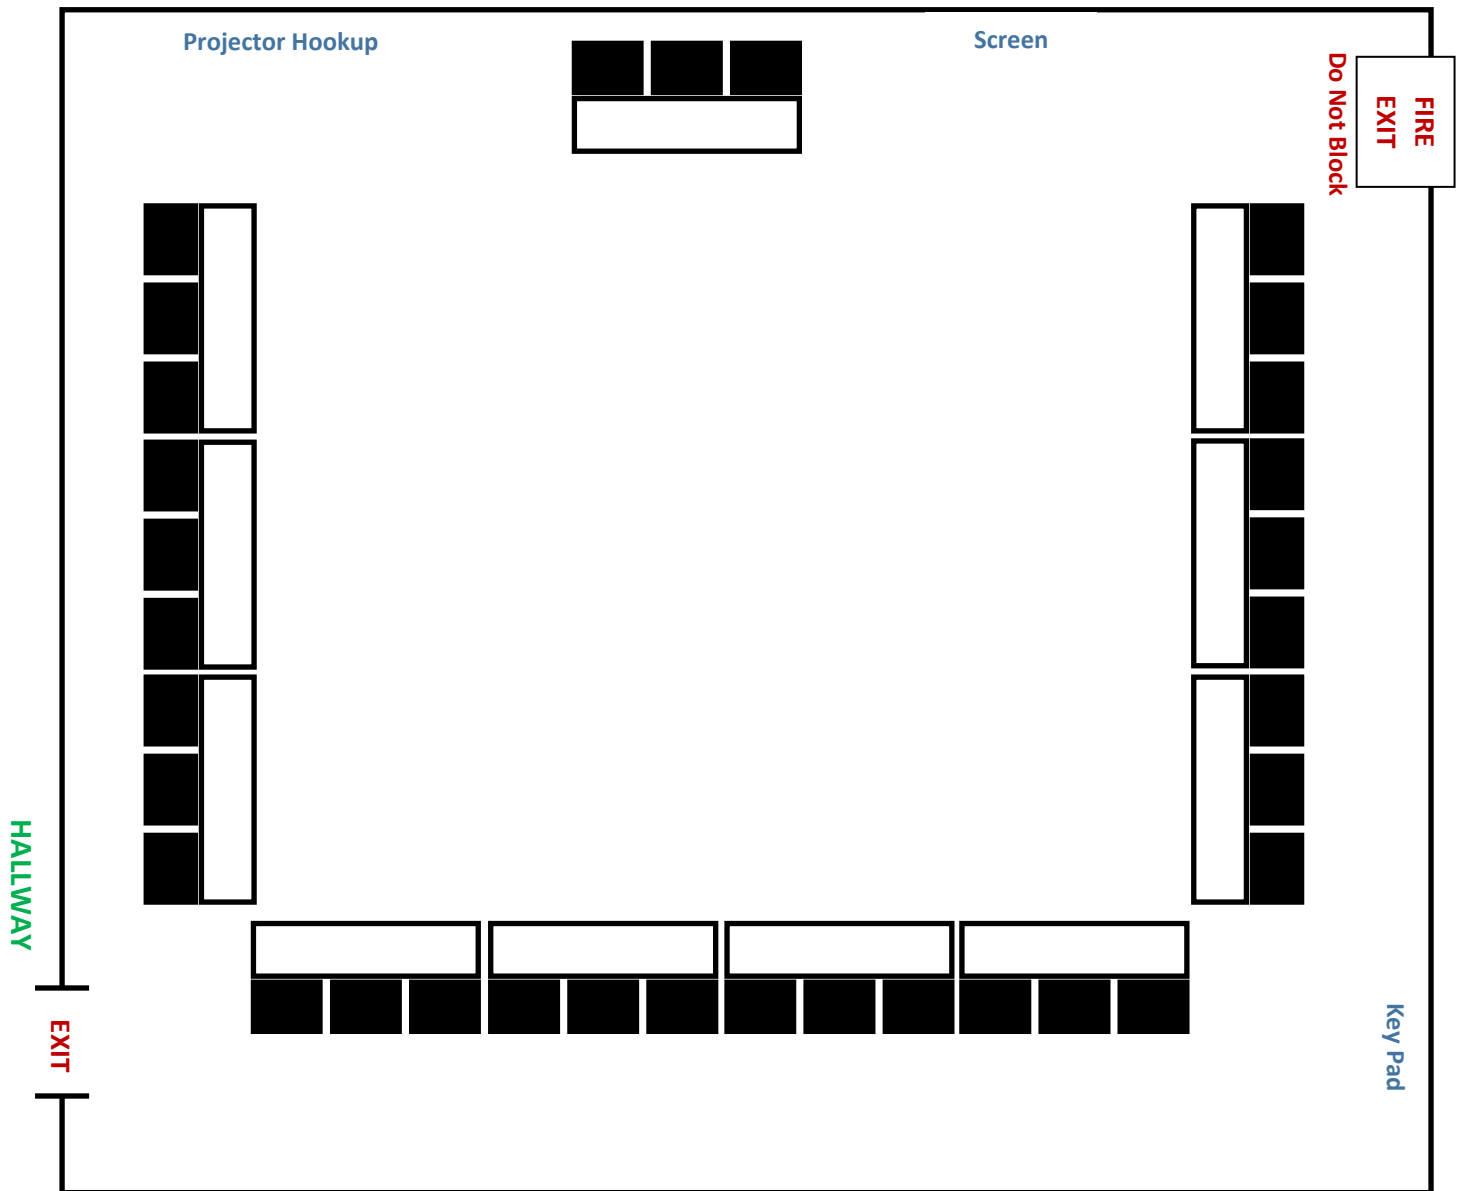 Projector Hookup
Screen
Do Not Block
FIRE
EXIT
HALLWAY
EXIT
Key Pad